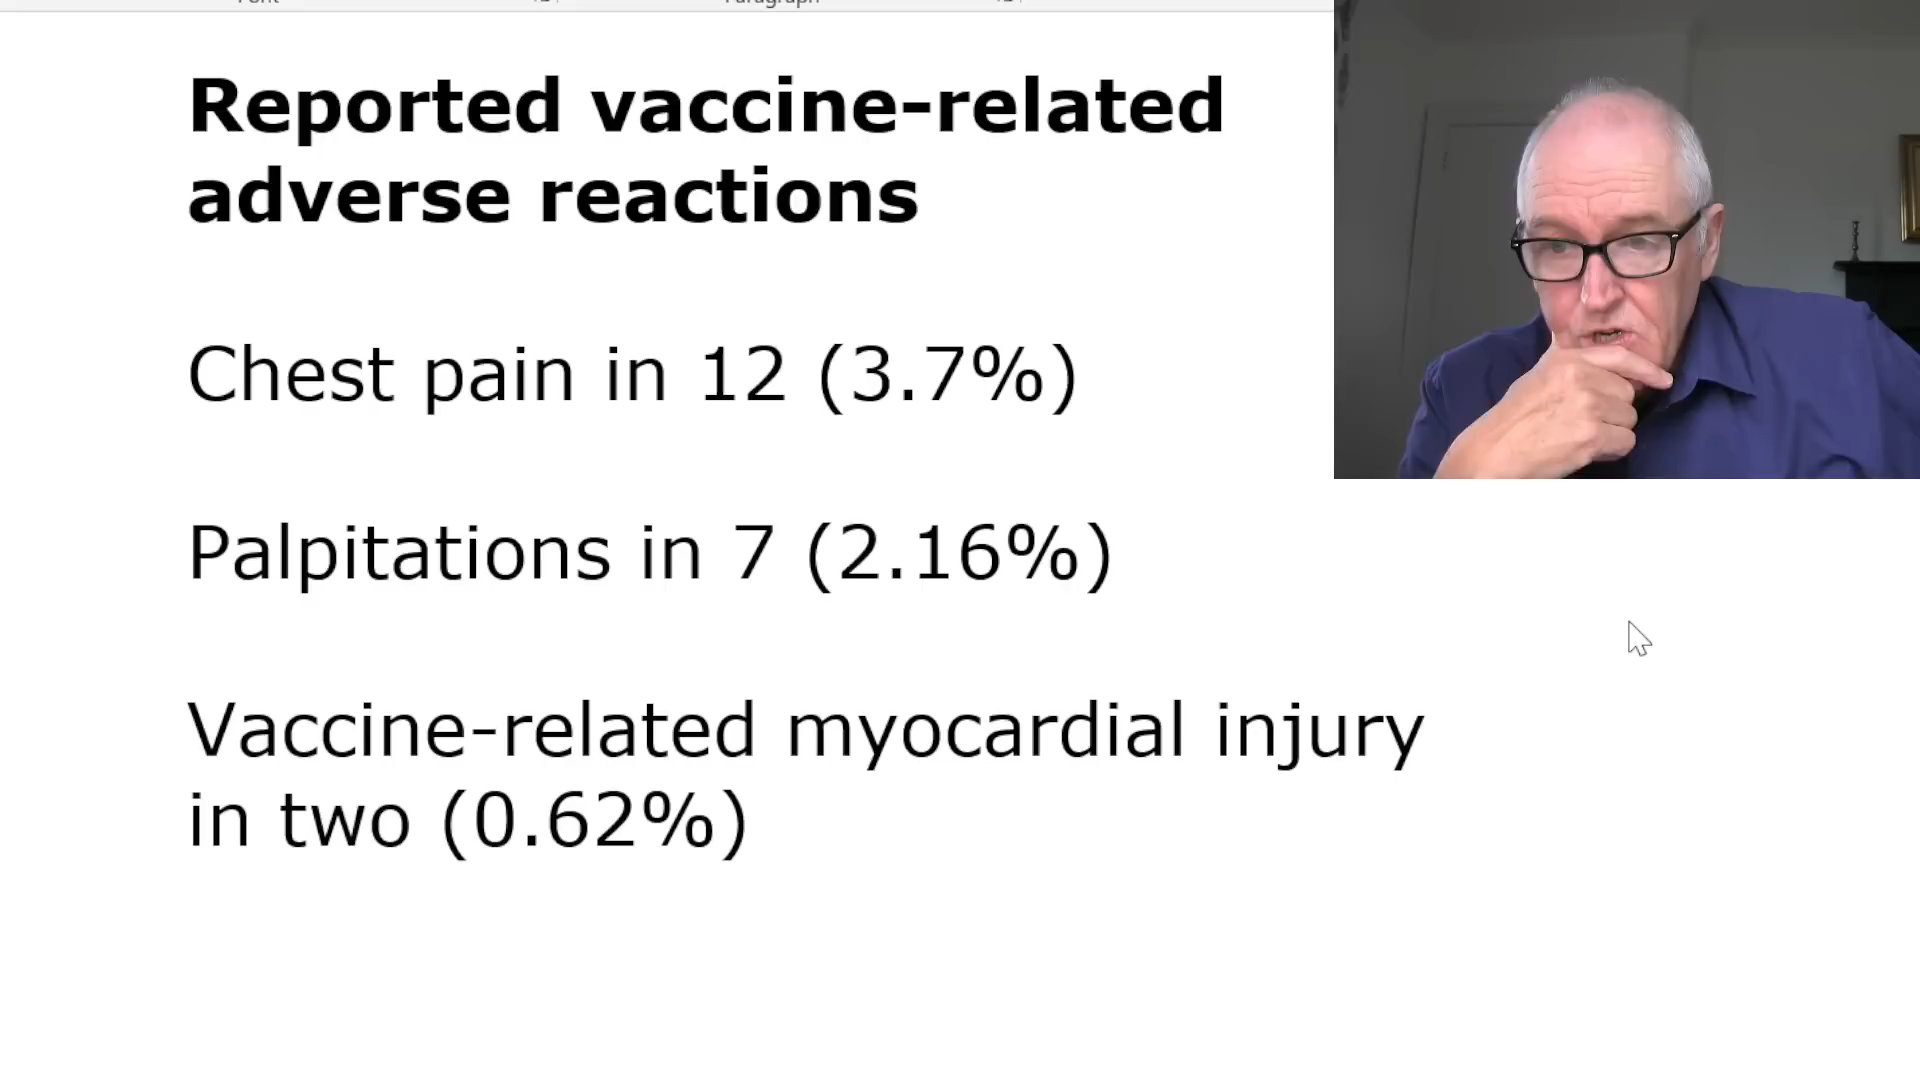 Reported vaccine-related
adverse reactions
Chest pain in 12 (3.7%)
Palpitations in 7 (2.16%)
Vaccine-related myocardial injury
in two (0.62%)